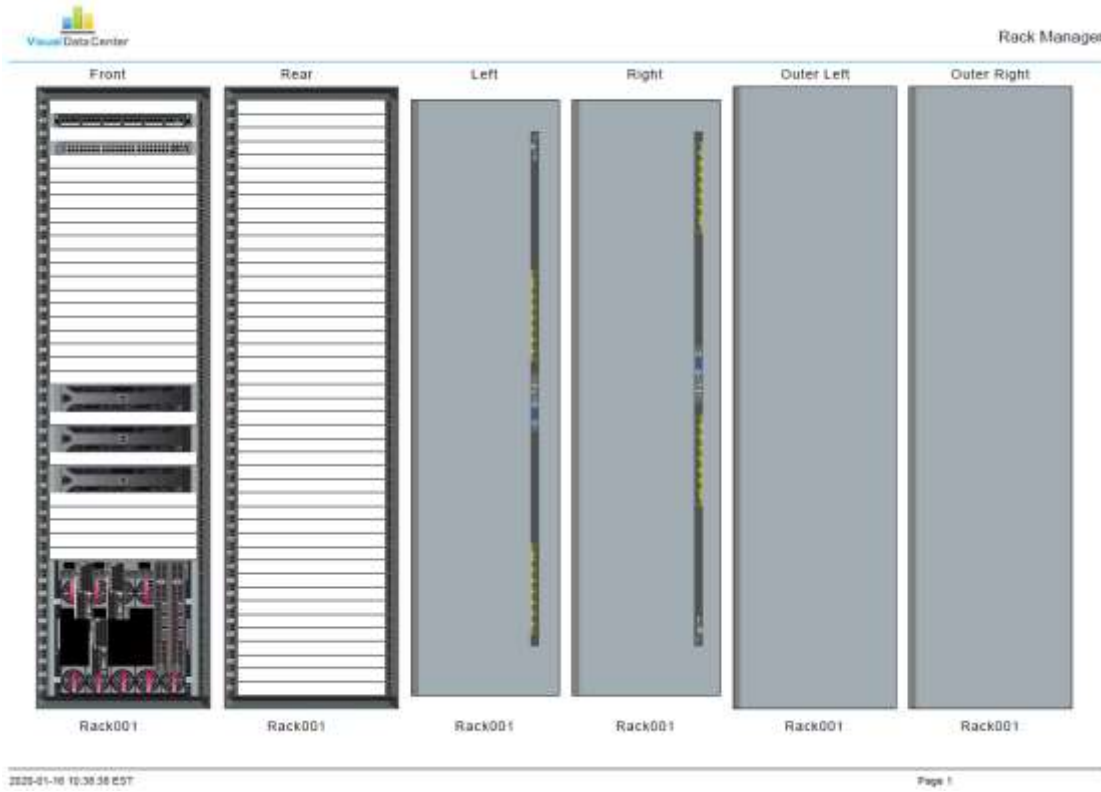 Visual Data Center
Rack Manager
Front Rear Left Right Outer Left Outer Right
Rack001 Rack001 Rack001 Rack001 Rack001 Rack001
Page 1